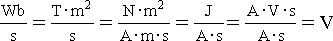 Wb/s = T·m²/s = N·m²/A·m·s = J/A·s = A·V·s/A·s = V